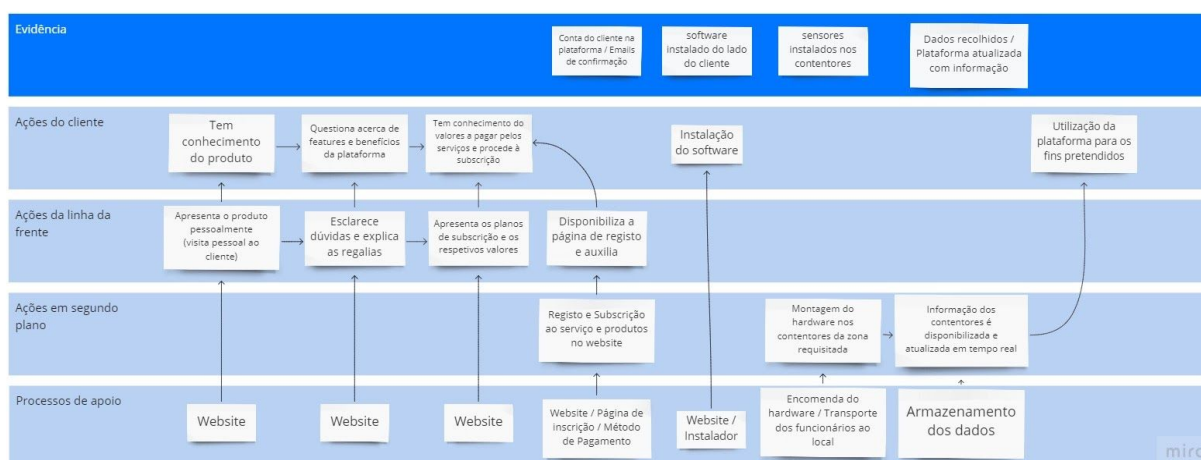 Evidência
Conta do cliente na
plataforma / Emails
de confirmação
software
instalado do lado
do cliente
sensores
instalados nos
contentores
Dados recolhidos /
Plataforma atualizada
com informação
Ações do cliente
Tem
conhecimento
do produto
Questiona acerca de
features e benefícios
da plataforma
Tem conhecimento do
valores a pagar pelos
serviços e procede à
subscrição
Instalação
do software
Utilização da
plataforma para os
fins pretendidos
Ações da linha da
frente
Apresenta o produto
pessoalmente
(visita pessoal ao
cliente)
Esclarece
dúvidas e explica
as regalias
Apresenta os planos
de subscrição e os
respetivos valores
Disponibiliza a
página de registo
e auxilia
Ações em segundo
plano
Registo e Subscrição
ao serviço e produtos
no website
Montagem do
hardware nos
contentores da zona
requisitada
Informação dos
contentores é
disponibilizada e
atualizada em tempo real
Processos de apoio
Website
Website
Website
Website / Página de
inscrição / Método
de Pagamento
Website /
Instalador
Encomenda do
hardware / Transporte
dos funcionários ao
local
Armazenamento
dos dados
miro